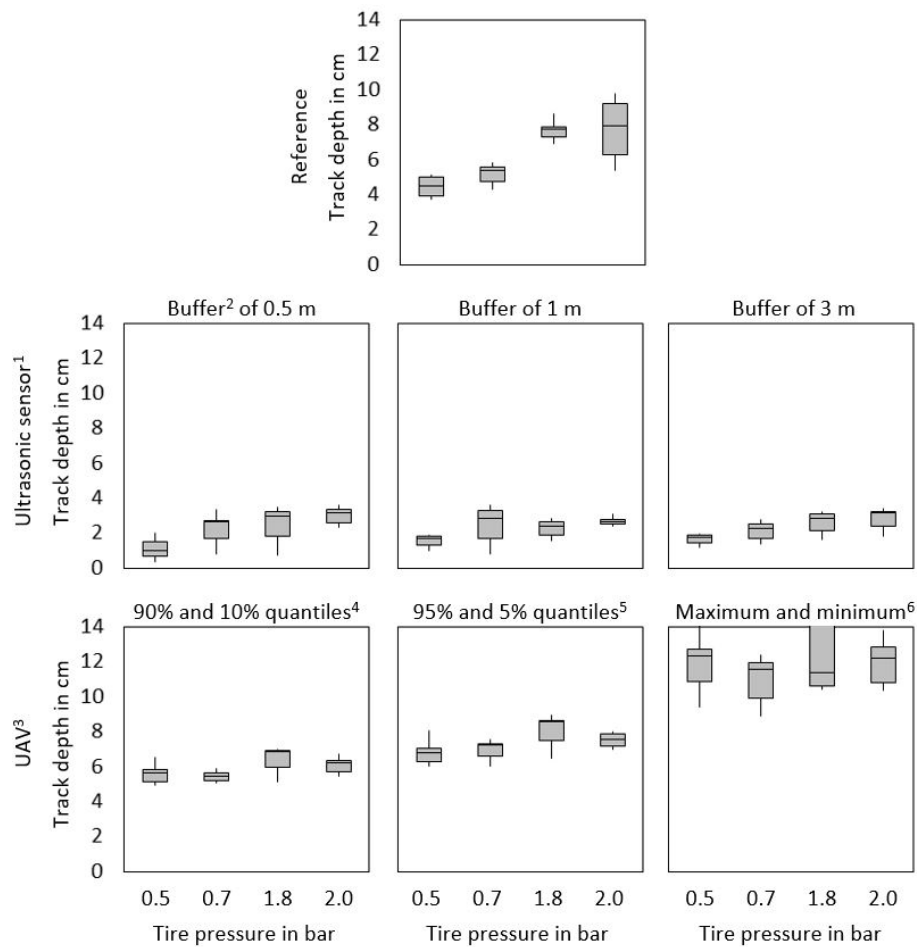 Reference
Track depth in cm
14
12
10
8
6
4
2
0
Buffer² of 0.5 m
Buffer of 1 m
Buffer of 3 m
Ultrasonic sensor¹
Track depth in cm
14
12
10
8
6
4
2
0
90% and 10% quantiles⁴
95% and 5% quantiles⁵
Maximum and minimum⁶
UAV³
Track depth in cm
14
12
10
8
6
4
2
0
0.5 0.7 1.8 2.0
0.5 0.7 1.8 2.0
0.5 0.7 1.8 2.0
Tire pressure in bar
Tire pressure in bar
Tire pressure in bar